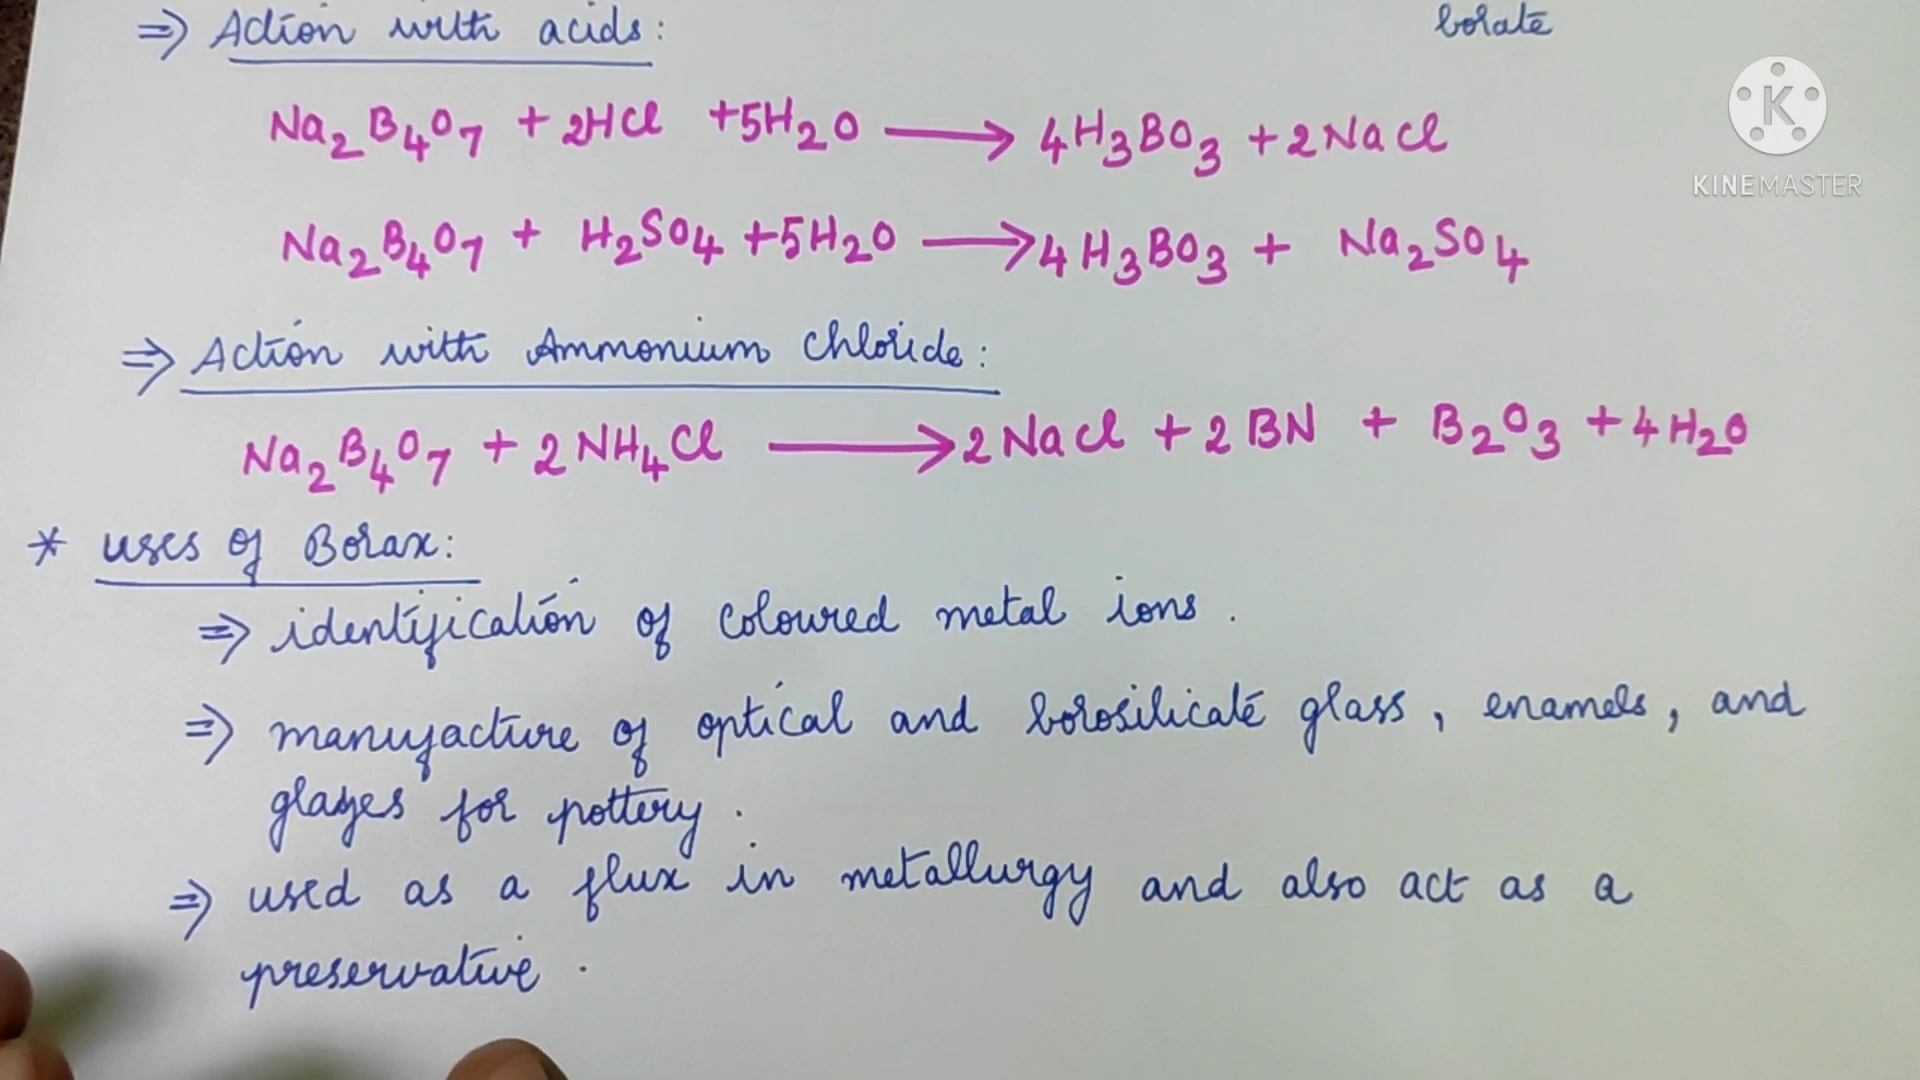 ⇒ Action with acids:
borate
Na₂B₄O₇ + 2HCl + 5H₂O ⟶ 4H₃BO₃ + 2NaCl
Na₂B₄O₇ + H₂SO₄ + 5H₂O ⟶ 4H₃BO₃ + Na₂SO₄
⇒ Action with Ammonium chloride:
Na₂B₄O₇ + 2NH₄Cl ⟶ 2NaCl + 2BN + B₂O₃ + 4H₂O
* uses of Borax:
⇒ identification of coloured metal ions.
⇒ manufacture of optical and borosilicate glass, enamels, and
glazes for pottery.
⇒ used as a flux in metallurgy and also act as a
preservative.
K
KINEMASTER